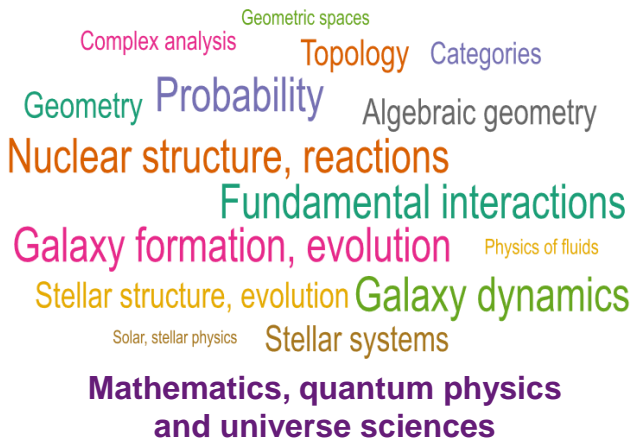 Geometric spaces
Complex analysis
Topology Categories
Geometry Probability
Algebraic geometry
Nuclear structure, reactions
Fundamental interactions
Galaxy formation, evolution Physics of fluids
Stellar structure, evolution Galaxy dynamics
Solar, stellar physics Stellar systems
Mathematics, quantum physics
and universe sciences